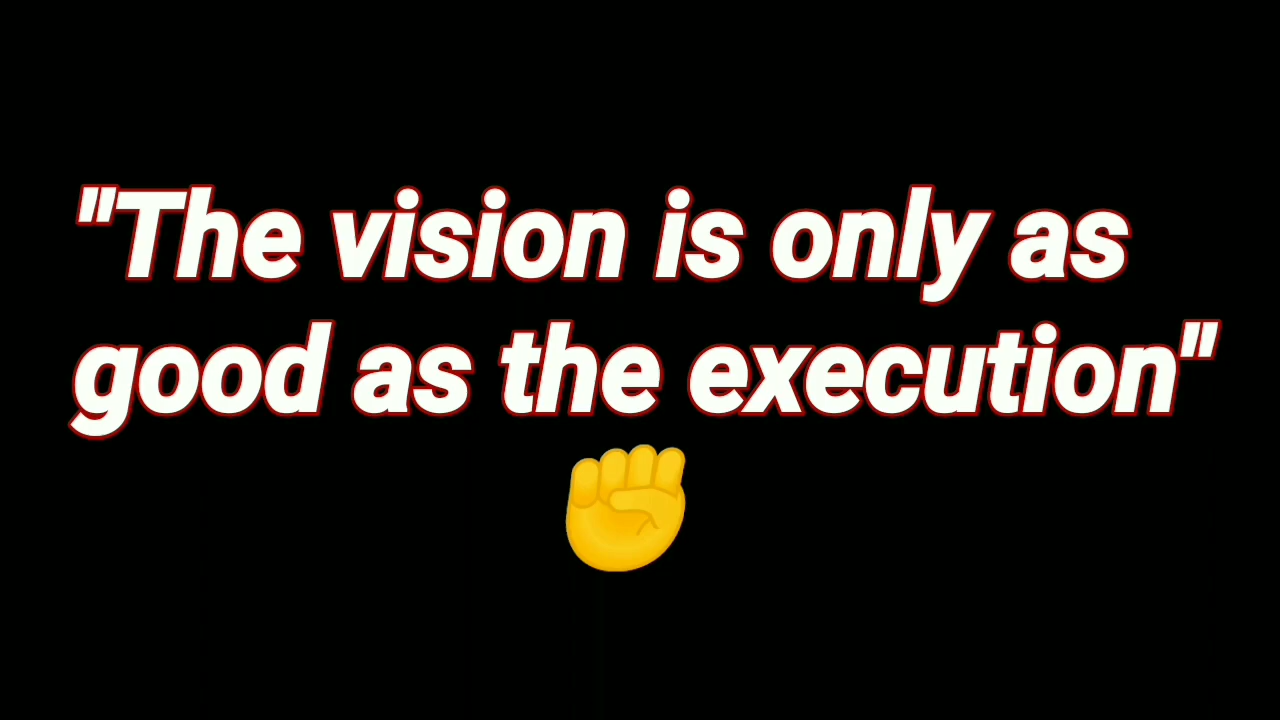 "The vision is only as
good as the execution"